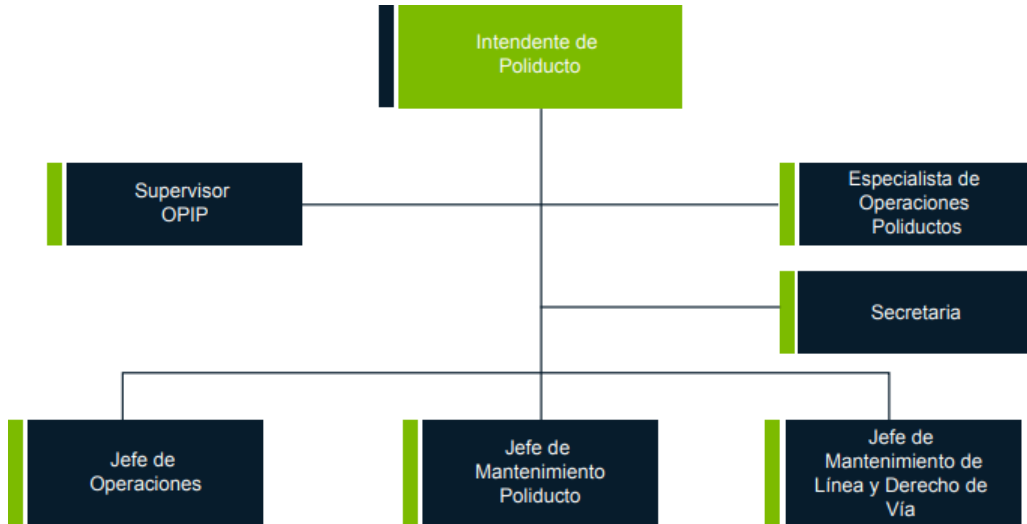 Intendente de
Poliducto
Supervisor
OPIP
Especialista de
Operaciones
Poliductos
Secretaria
Jefe de
Operaciones
Jefe de
Mantenimiento
Poliducto
Jefe de
Mantenimiento de
Línea y Derecho de
Vía